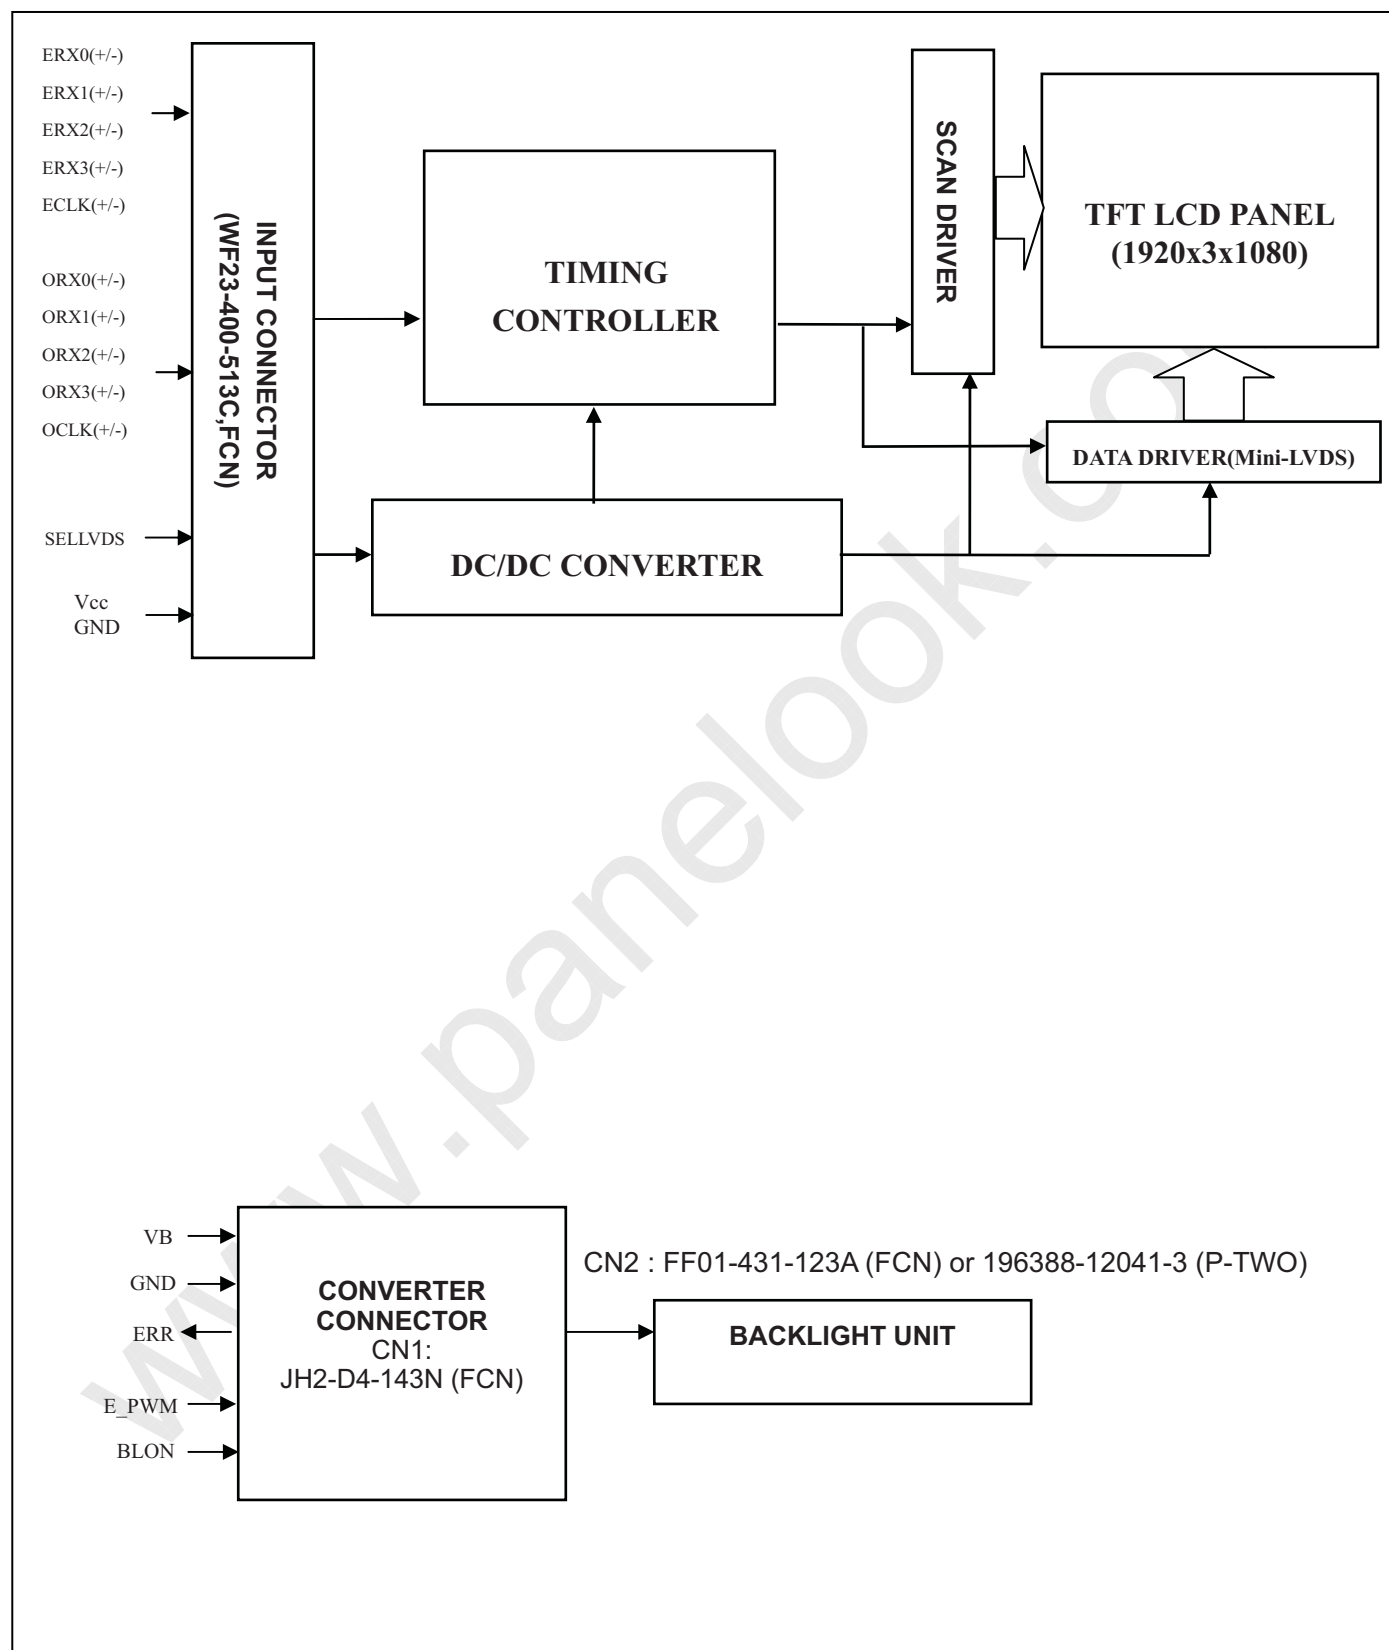 ERX0(+/-)
ERX1(+/-)
ERX2(+/-)
ERX3(+/-)
ECLK(+/-)
ORX0(+/-)
ORX1(+/-)
ORX2(+/-)
ORX3(+/-)
OCLK(+/-)
SELLVDS
Vcc
GND
INPUT CONNECTOR
(WF23-400-513C,FCN)
TIMING
CONTROLLER
DC/DC CONVERTER
SCAN DRIVER
TFT LCD PANEL
(1920x3x1080)
DATA DRIVER(Mini-LVDS)
VB
GND
ERR
E_PWM
BLON
CONVERTER
CONNECTOR
CN1:
JH2-D4-143N (FCN)
CN2 : FF01-431-123A (FCN) or 196388-12041-3 (P-TWO)
BACKLIGHT UNIT